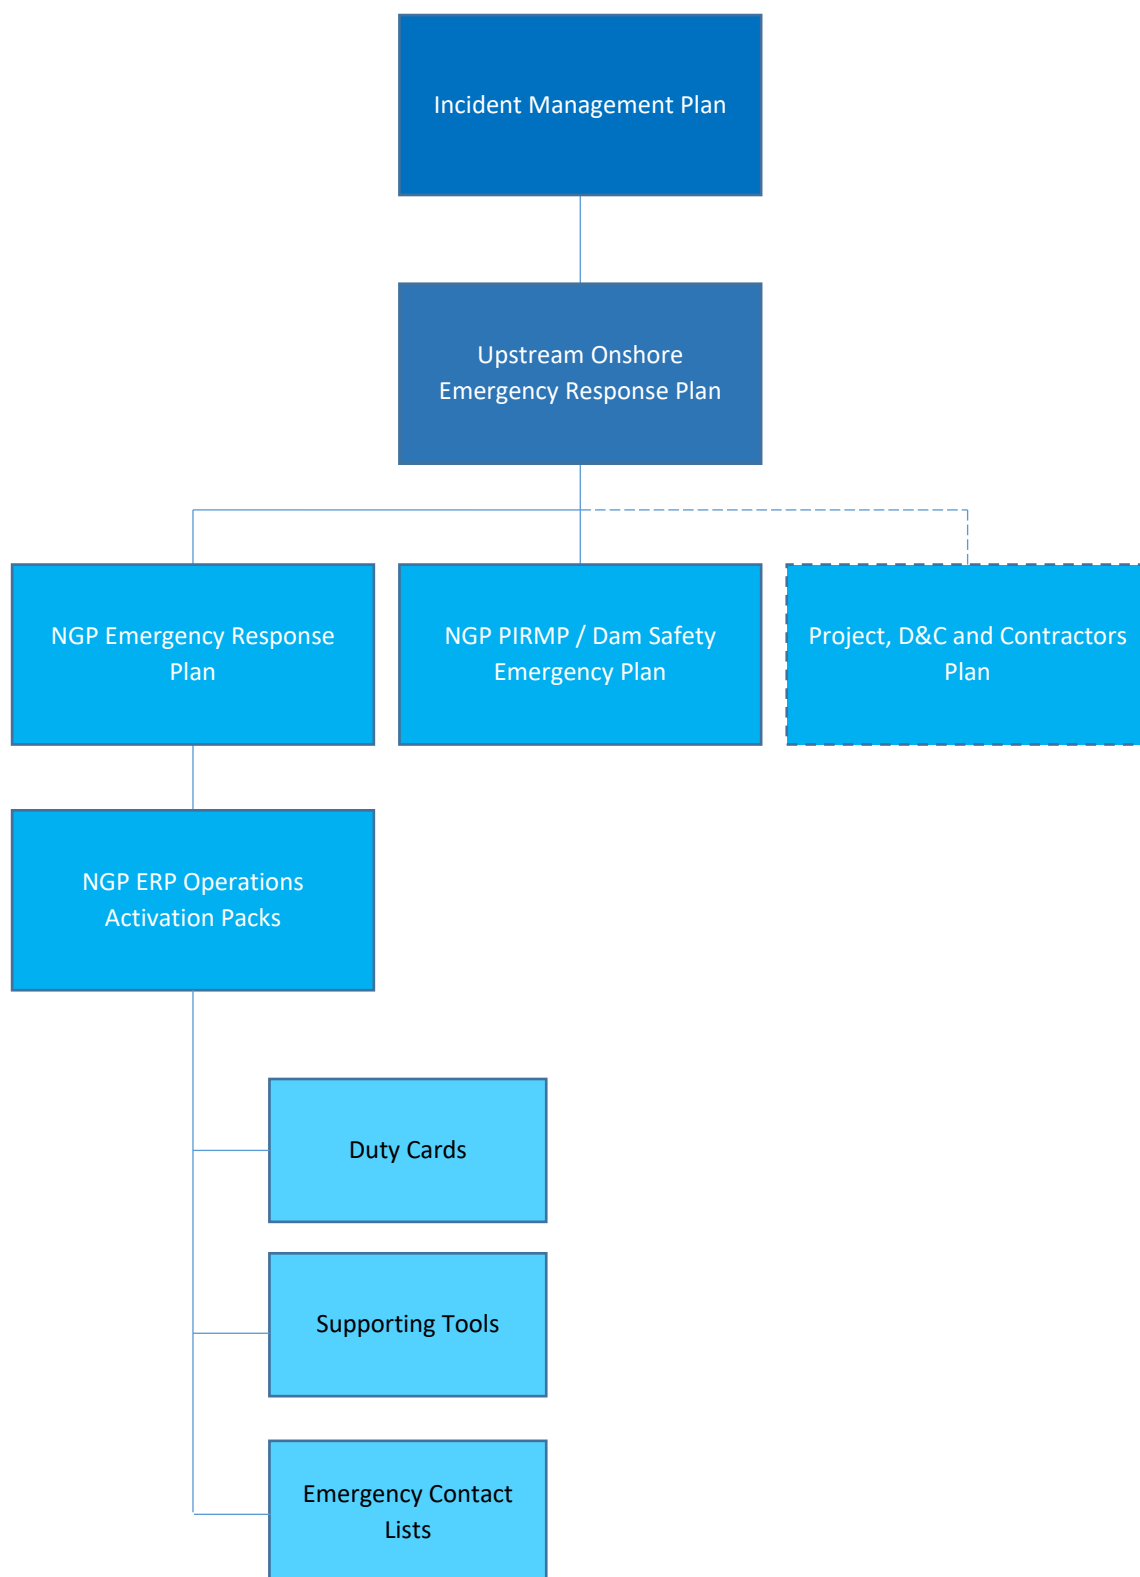 Incident Management Plan
Upstream Onshore
Emergency Response Plan
NGP Emergency Response
Plan
NGP PIRMP / Dam Safety
Emergency Plan
Project, D&C and Contractors
Plan
NGP ERP Operations
Activation Packs
Duty Cards
Supporting Tools
Emergency Contact
Lists